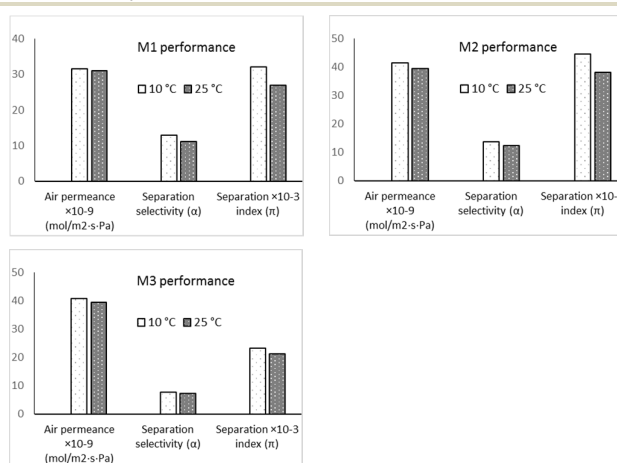 M1 performance
40
30
20
10
0
10 °C 25 °C
Air permeance Separation Separation ×10-3
×10-9 selectivity (α) index (π)
(mol/m2·s·Pa)
M2 performance
50
40
30
20
10
0
10 °C 25 °C
Air permeance Separation Separation ×10-
×10-9 selectivity (α) index (π)
(mol/m2·s·Pa)
M3 performance
50
40
30
20
10
0
10 °C 25 °C
Air permeance Separation Separation ×10-3
×10-9 selectivity (α) index (π)
(mol/m2·s·Pa)